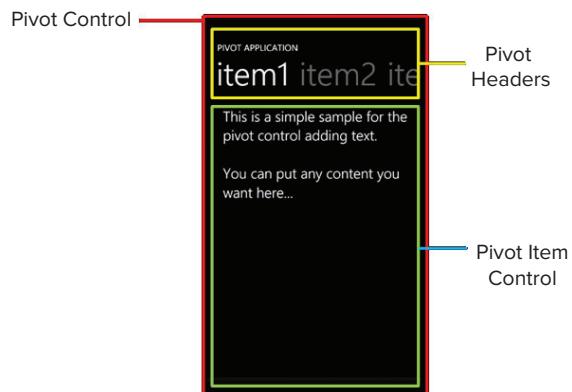 Pivot Control
PIVOT APPLICATION
item1 item2 ite
Pivot
Headers
This is a simple sample for the
pivot control adding text.
You can put any content you
want here...
Pivot Item
Control